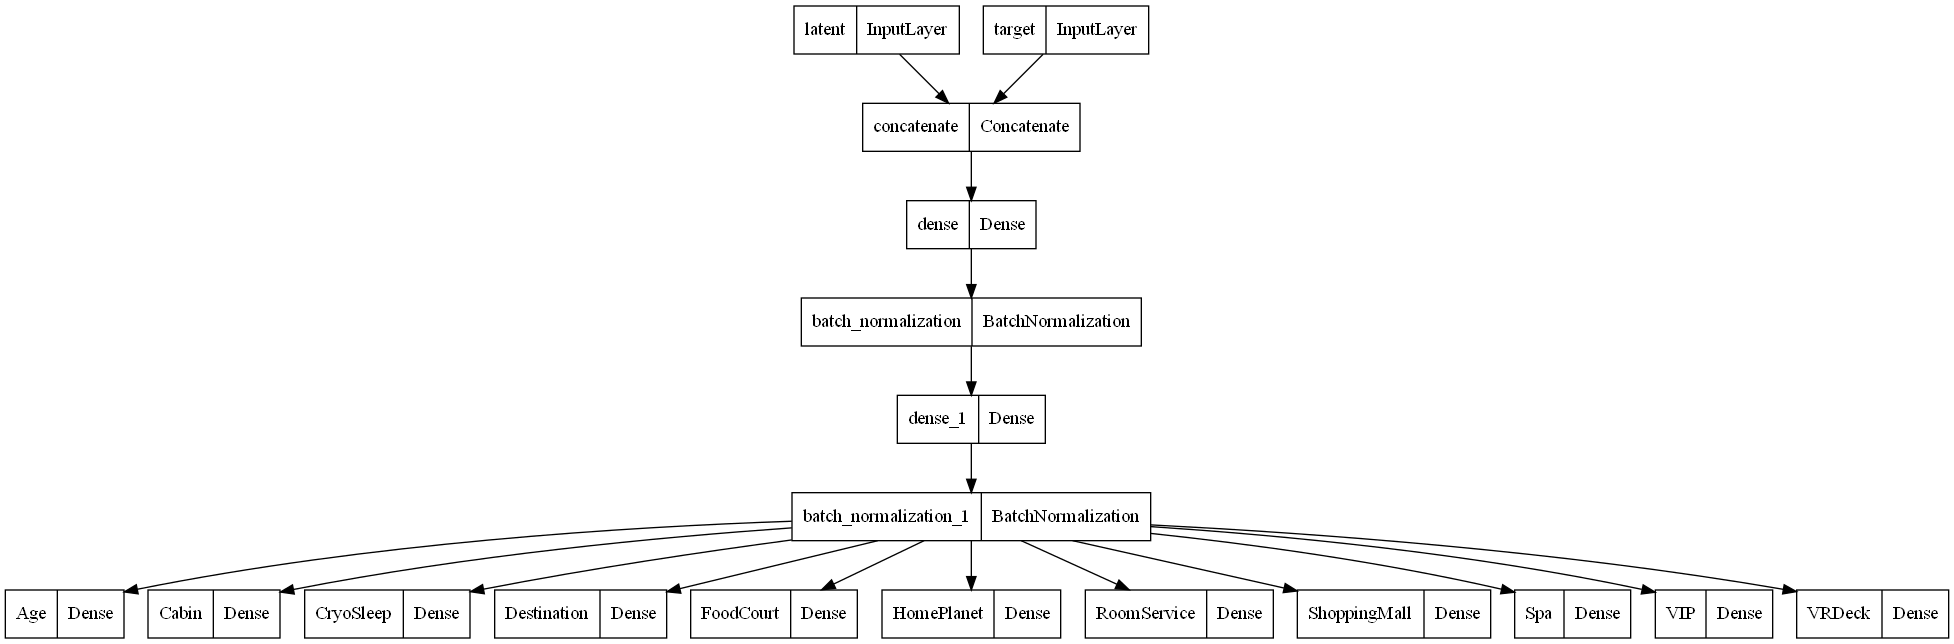 latent InputLayer target InputLayer
concatenate Concatenate
dense Dense
batch_normalization BatchNormalization
dense_1 Dense
batch_normalization_1 BatchNormalization
Age Dense Cabin Dense CryoSleep Dense Destination Dense FoodCourt Dense HomePlanet Dense RoomService Dense ShoppingMall Dense Spa Dense VIP Dense VRDeck Dense